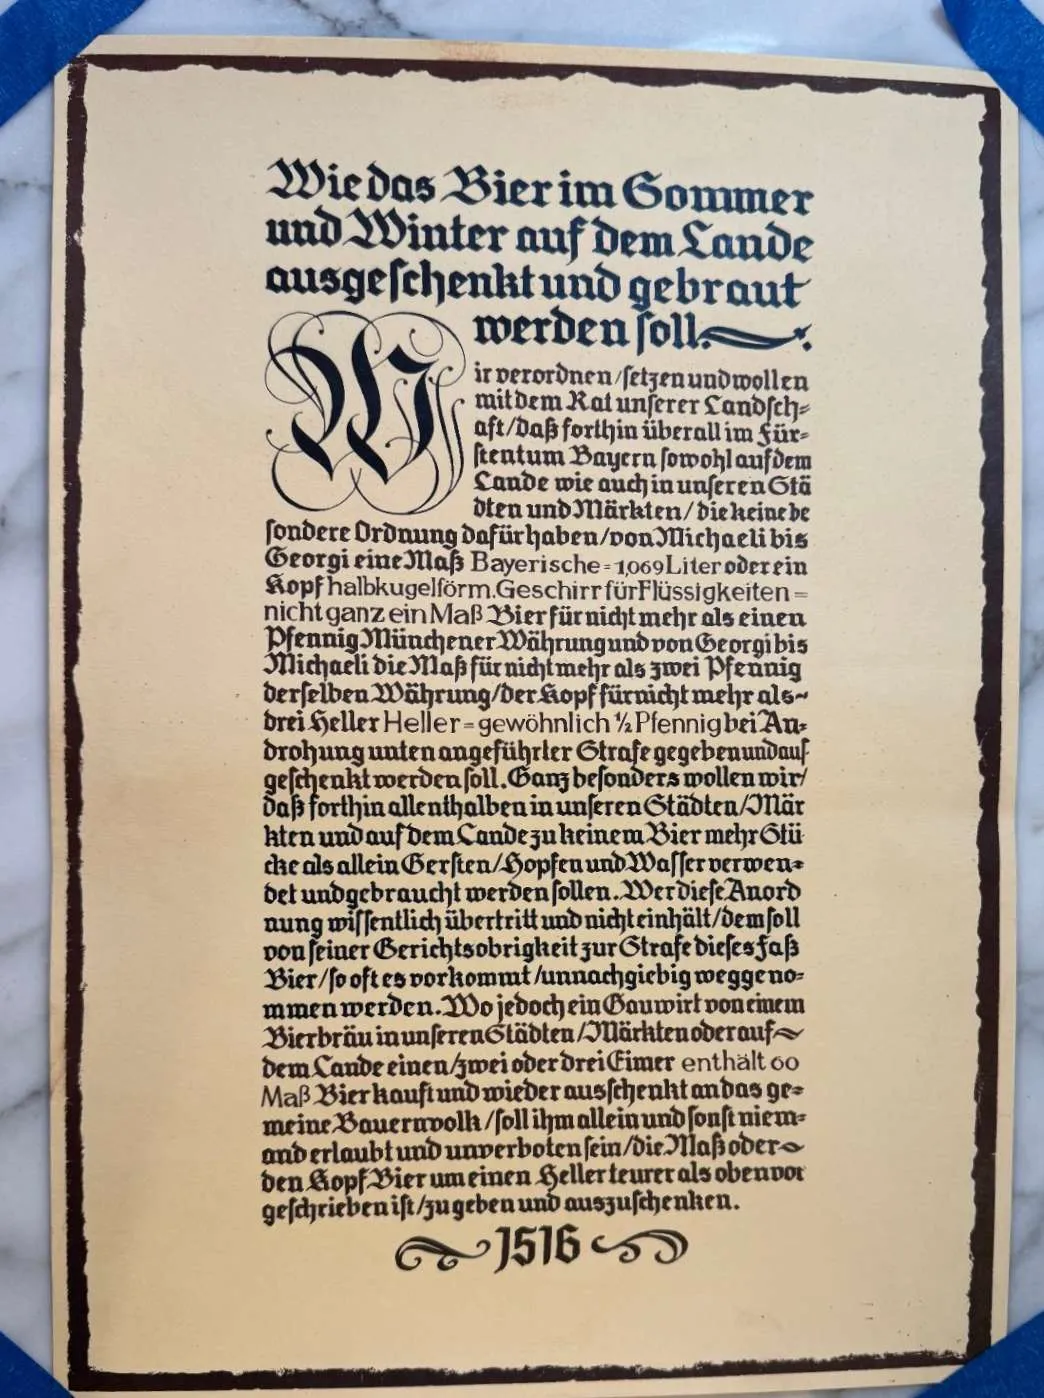 Wie das Bier im Sommer
und Winter auf dem Lande
ausgeschenkt und gebraut
werden soll.
Wir verordnen/setzen und wollen
mit dem Rat unserer Landsch-
aft/daß forthin überall im Für-
stentum Bayern sowohl auf dem
Lande wie auch in unseren Stä
dten und Märkten/die keine be
sondere Ordnung dafür haben/von Michaeli bis
Georgi eine Maß Bayerische=1,069 Liter oder ein
Kopf halbkugelförm. Geschirr für Flüssigkeiten=
nicht ganz ein Maß Bier für nicht mehr als einen
Pfennig Münchener Währung und von Georgi bis
Michaeli die Maß für nicht mehr als zwei Pfennig
derselben Währung/der Kopf für nicht mehr als~
drei Heller Heller=gewöhnlich ½ Pfennig bei An-
drohung unten angeführter Strafe gegeben und auf
geschenkt werden soll. Ganz besonders wollen wir/
daß forthin allenthalben in unseren Städten/Mär
kten und auf dem Lande zu keinem Bier mehr Stü
cke als allein Gersten/Hopfen und Wasser verwen-
det und gebraucht werden sollen. Wer diese Anord
nung wissentlich übertritt und nicht einhält/dem soll
von seiner Gerichtsobrigkeit zur Strafe dieses Faß
Bier/so oft es vorkommt/unnachgiebig weggeno-
mmen werden. Wo jedoch ein Gauwirt von einem
Bierbräu in unseren Städten/Märkten oder auf~
dem Lande einen/zwei oder drei Eimer enthält 60
Maß Bier kauft und wieder ausschenkt an das ge-
meine Bauernvolk/soll ihm allein und sonst niem-
and erlaubt und unverboten sein/die Maß oder~
den Kopf Bier um einen Heller teurer als oben vor
geschrieben ist/zu geben und auszuschenken.
1516